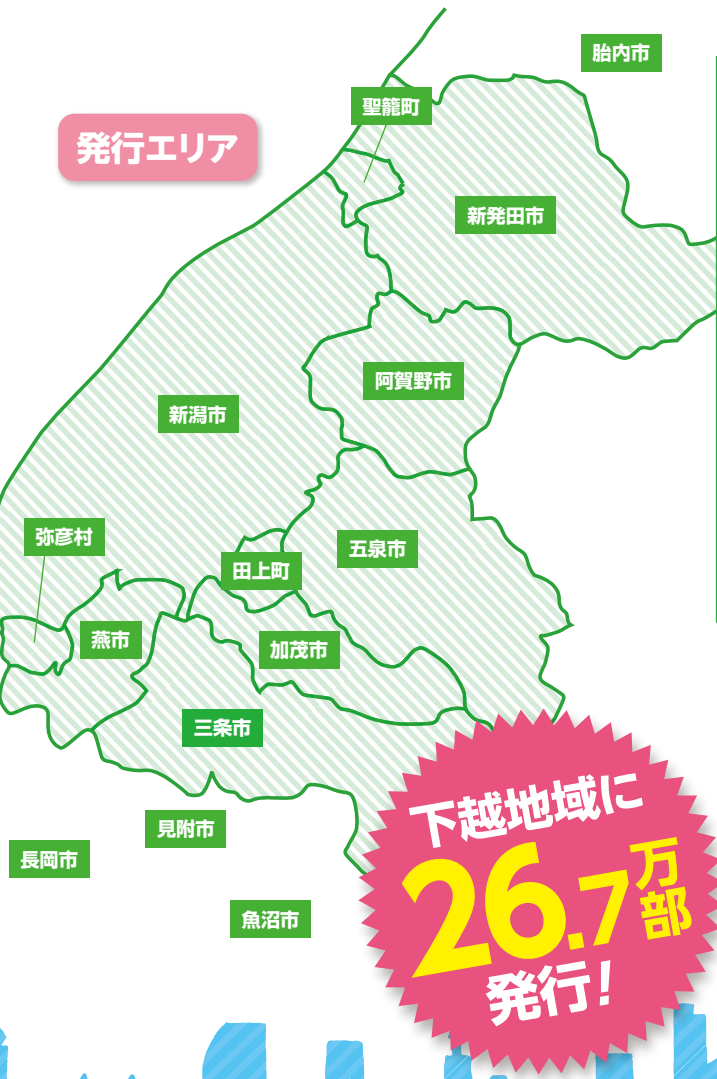 胎内市
聖籠町
発行エリア
新発田市
阿賀野市
新潟市
弥彦村
五泉市
田上町
燕市
加茂市
三条市
見附市
長岡市
魚沼市
下越地域に
26.7万部
発行!